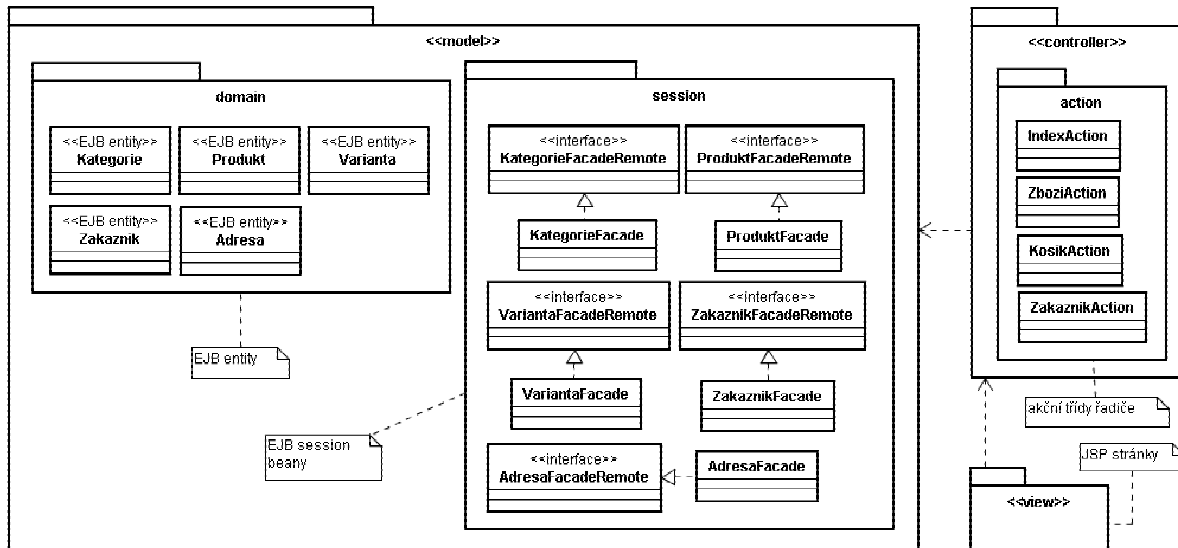 <<model>>
domain
<<EJB entity>>
Kategorie
<<EJB entity>>
Produkt
<<EJB entity>>
Varianta
<<EJB entity>>
Zakaznik
<<EJB entity>>
Adresa
EJB entity
session
<<interface>>
KategorieFacadeRemote
<<interface>>
ProduktFacadeRemote
KategorieFacade
ProduktFacade
<<interface>>
VariantaFacadeRemote
<<interface>>
ZakaznikFacadeRemote
VariantaFacade
ZakaznikFacade
EJB session
beany
<<interface>>
AdresaFacadeRemote
AdresaFacade
<<controller>>
action
IndexAction
ZboziAction
KosikAction
ZakaznikAction
akční třídy řadiče
JSP stránky
<<view>>